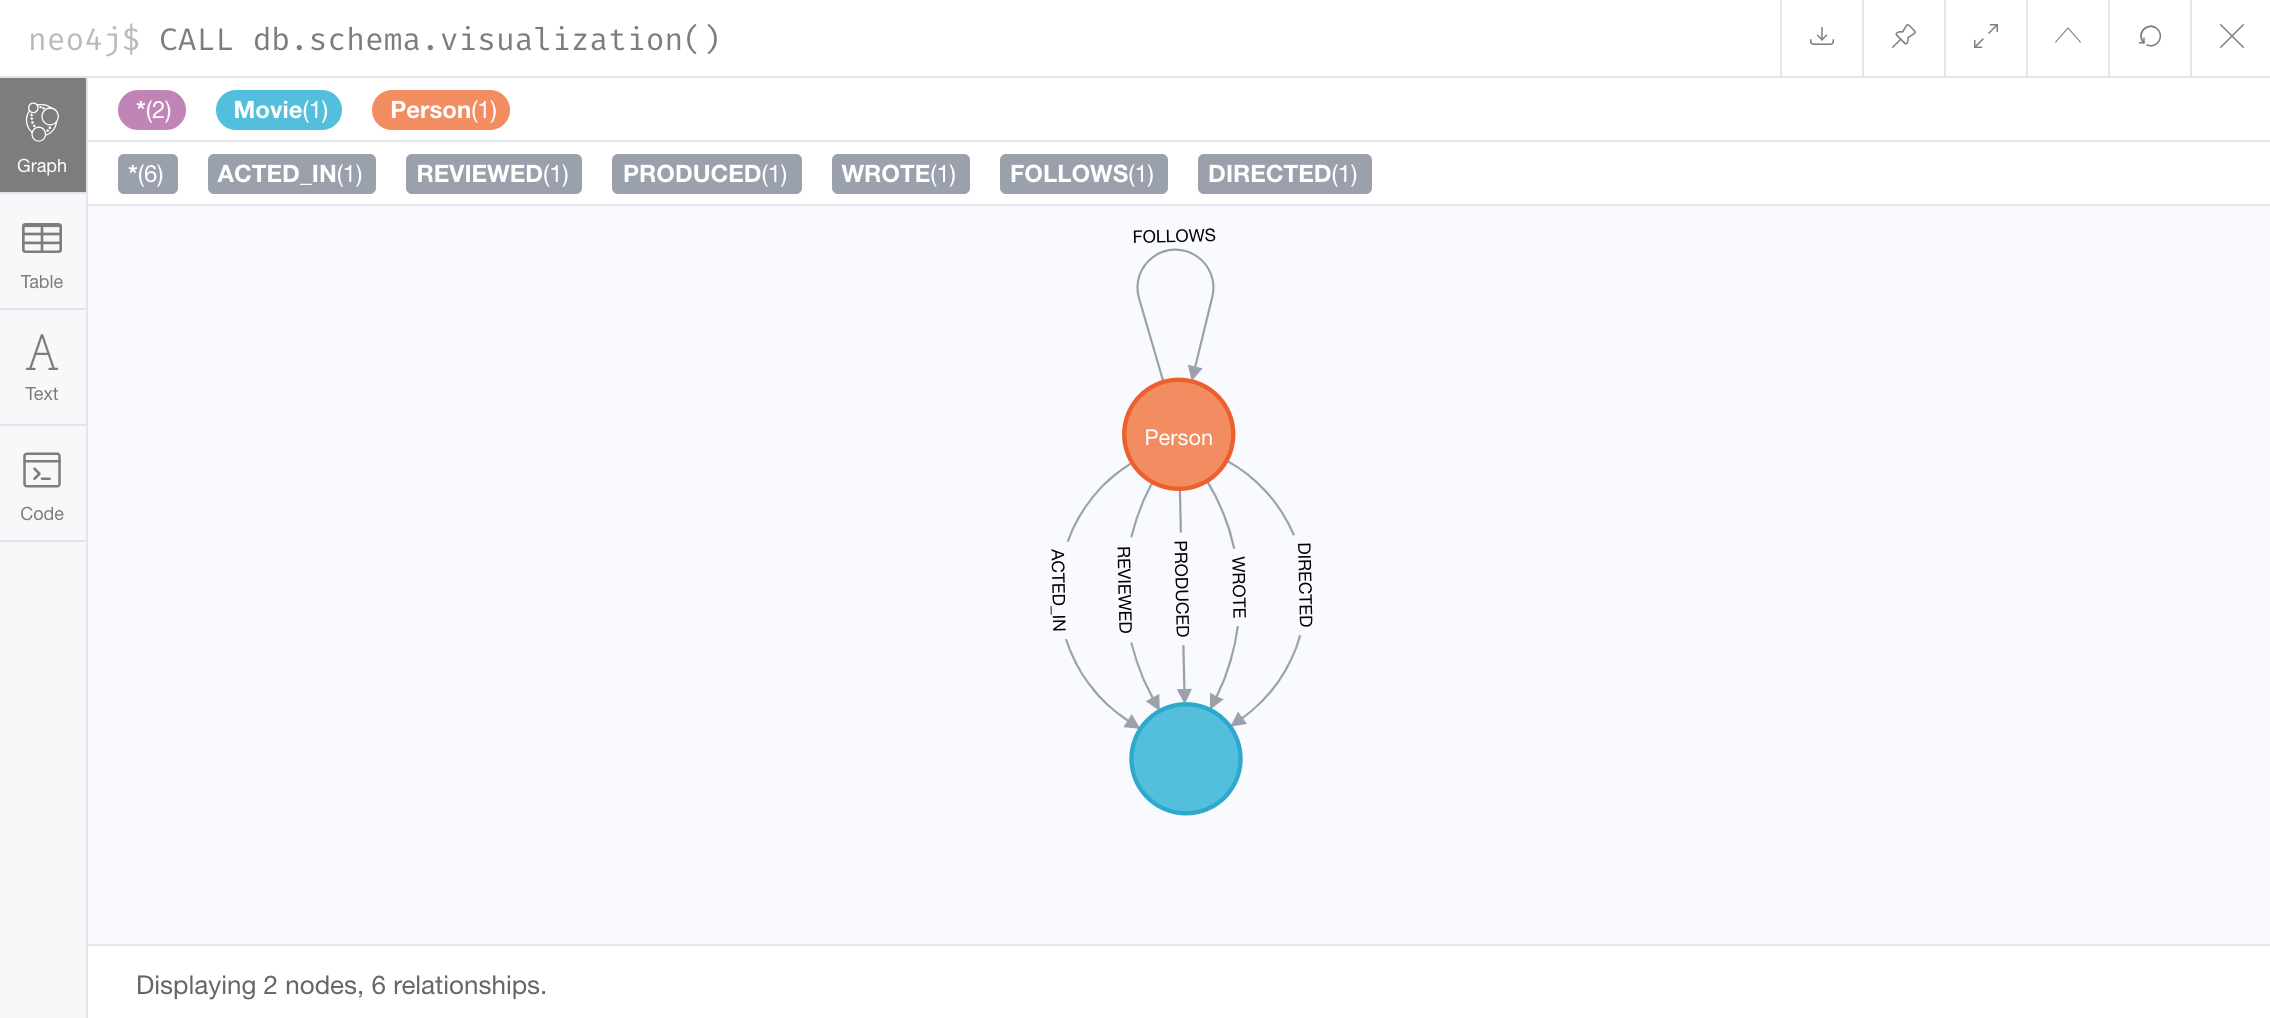 neo4j$ CALL db.schema.visualization()
*(2) Movie(1) Person(1)
Graph
*(6) ACTED_IN(1) REVIEWED(1) PRODUCED(1) WROTE(1) FOLLOWS(1) DIRECTED(1)
Table
Text
Code
FOLLOWS
Person
ACTED_IN
REVIEWED
PRODUCED
WROTE
DIRECTED
Displaying 2 nodes, 6 relationships.